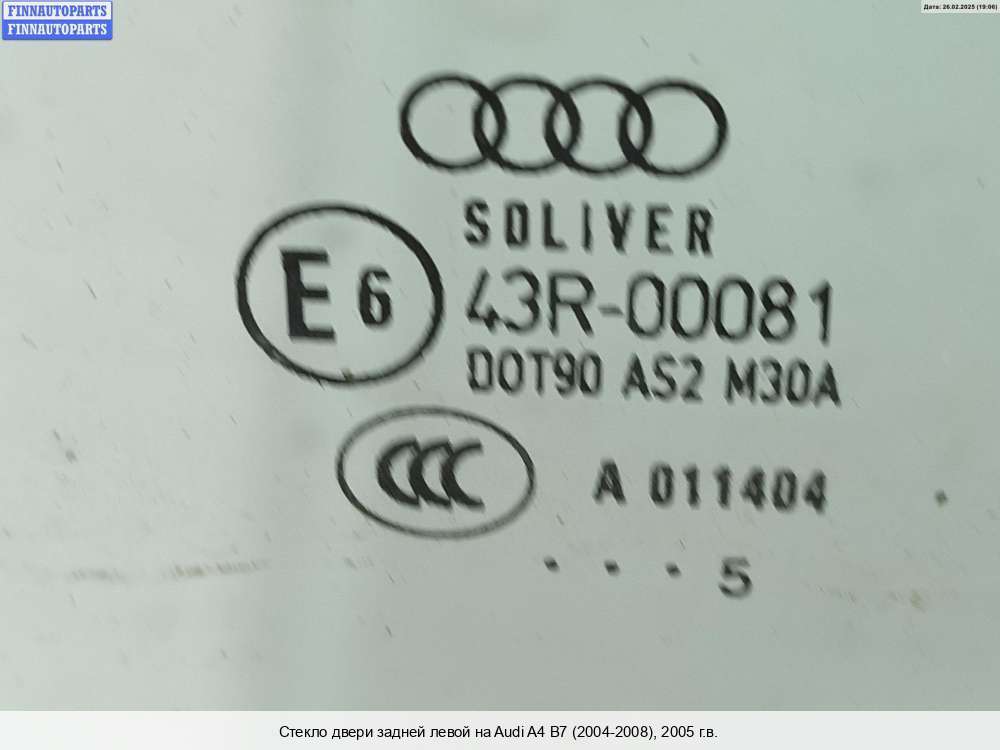 FINNAUTOPARTS
FINNAUTOPARTS
Дата: 26.02.2025 (19:06)
SOLIVER
E6
43R-00081
DOT90 AS2 M30A
CCC
A 011404
. . . 5
Стекло двери задней левой на Audi A4 B7 (2004-2008), 2005 г.в.